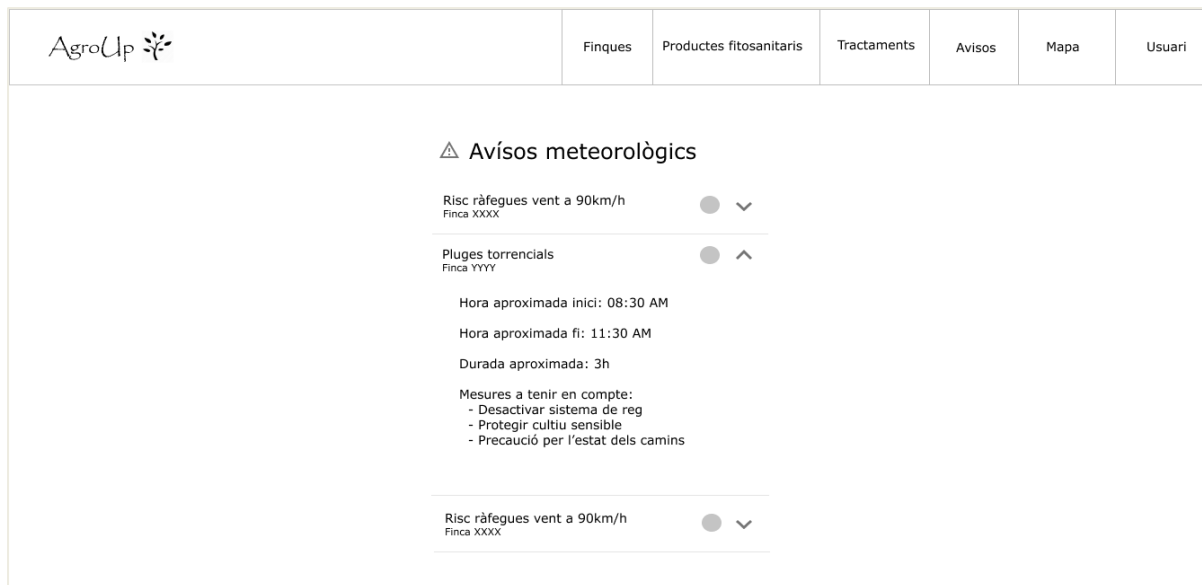 AgroUp
Finques
Productes fitosanitaris
Tractaments
Avisos
Mapa
Usuari
Avísos meteorològics
Risc ràfegues vent a 90km/h
Finca XXXX
Pluges torrencials
Finca YYYY
Hora aproximada inici: 08:30 AM
Hora aproximada fi: 11:30 AM
Durada aproximada: 3h
Mesures a tenir en compte:
- Desactivar sistema de reg
- Protegir cultiu sensible
- Precaució per l'estat dels camins
Risc ràfegues vent a 90km/h
Finca XXXX